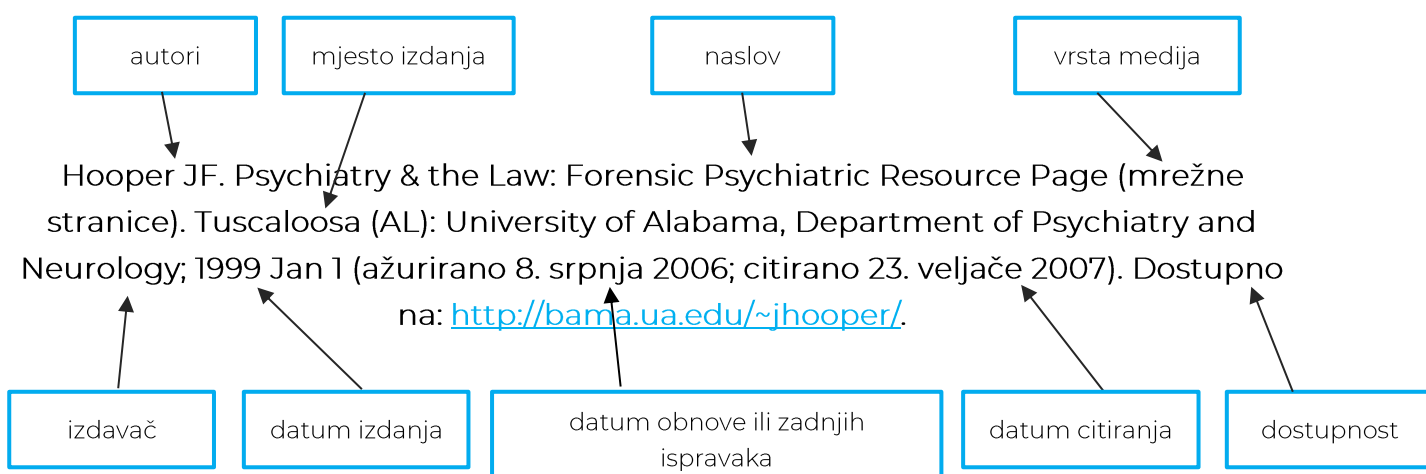 autori
mjesto izdanja
naslov
vrsta medija
Hooper JF. Psychiatry & the Law: Forensic Psychiatric Resource Page (mrežne
stranice). Tuscaloosa (AL): University of Alabama, Department of Psychiatry and
Neurology; 1999 Jan 1 (ažurirano 8. srpnja 2006; citirano 23. veljače 2007). Dostupno
na: http://bama.ua.edu/~jhooper/.
izdavač
datum izdanja
datum obnove ili zadnjih
ispravaka
datum citiranja
dostupnost